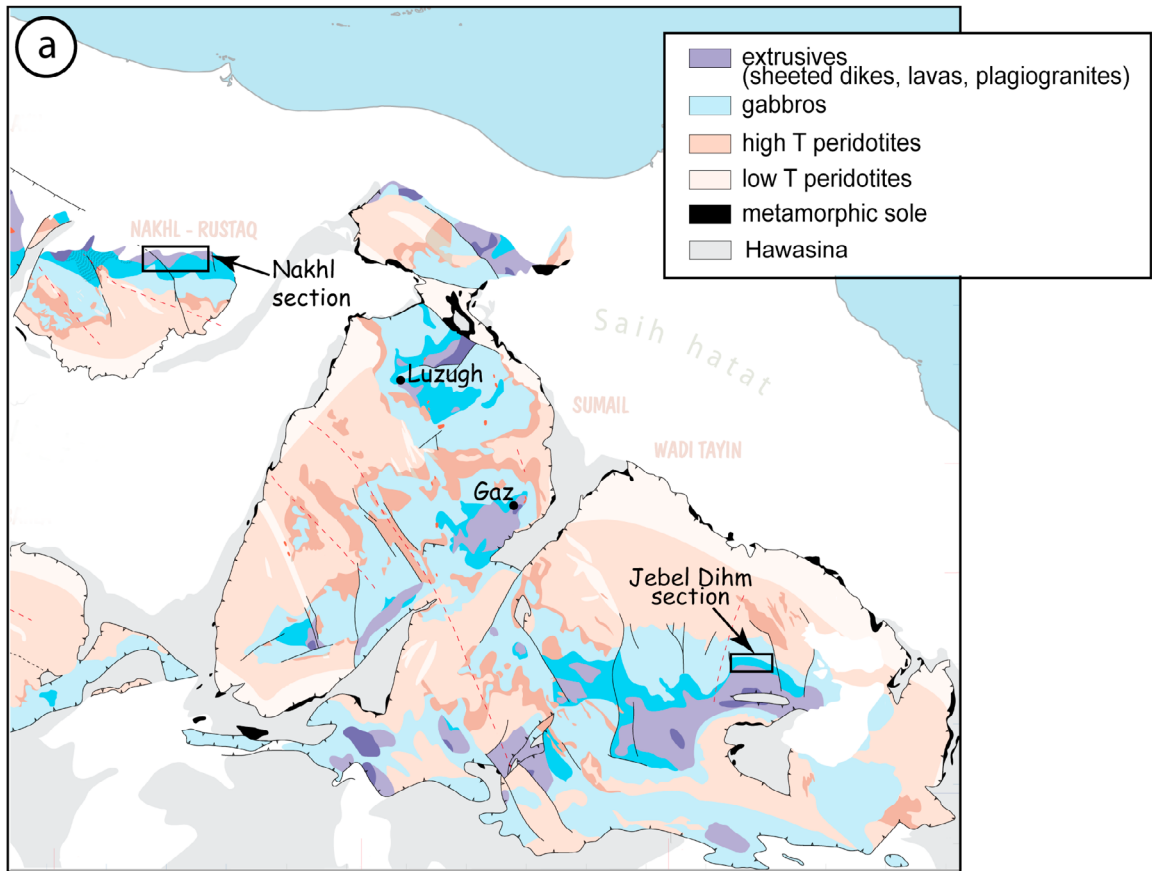 a
extrusives
(sheeted dikes, lavas, plagiogranites)
gabbros
high T peridotites
low T peridotites
metamorphic sole
Hawasina
NAKHL - RUSTAQ
Nakhl
section
Saih hatat
Luzugh
SUMAIL
WADI TAYIN
Gaz
Jebel Dihm
section